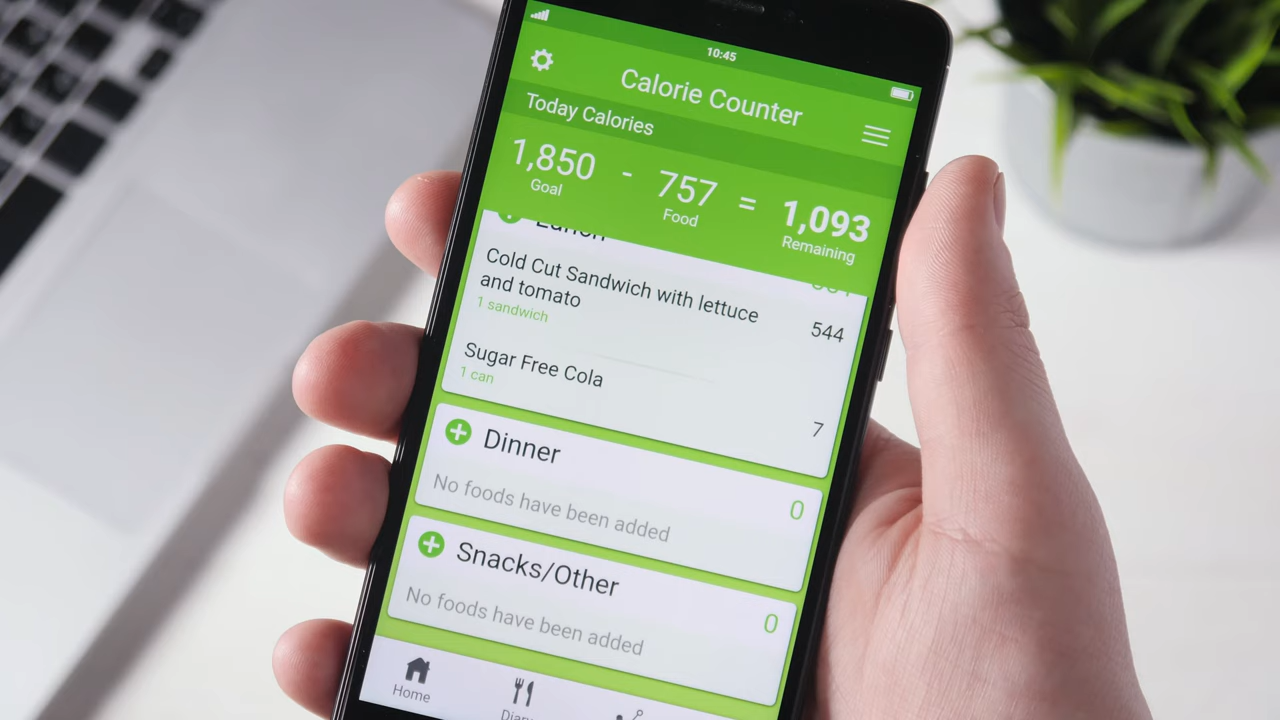 10:45
Calorie Counter
Today Calories
1,850 - 757 = 1,093
Goal Food Remaining
Lunch
Cold Cut Sandwich with lettuce
and tomato
544
1 sandwich
Sugar Free Cola
1 can
7
Dinner
0
No foods have been added
Snacks/Other
0
No foods have been added
Home